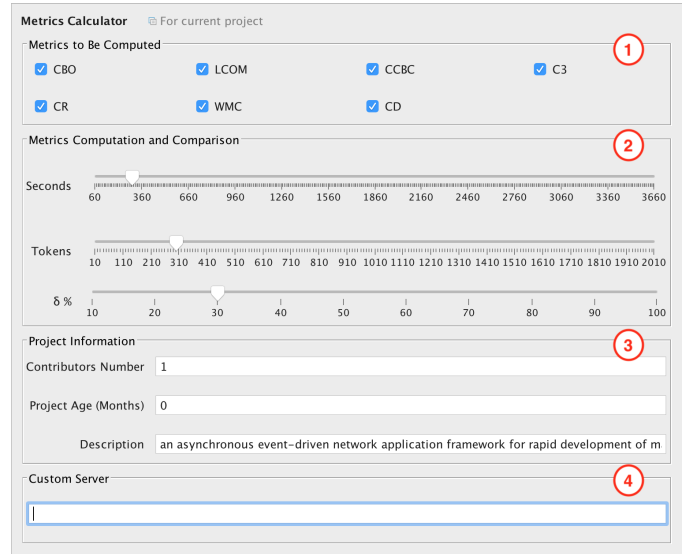 Metrics Calculator For current project
Metrics to Be Computed 1
CBO LCOM CCBC C3
CR WMC CD
Metrics Computation and Comparison 2
Seconds
60 360 660 960 1260 1560 1860 2160 2460 2760 3060 3360 3660
Tokens
10 110 210 310 410 510 610 710 810 910 1010 1110 1210 1310 1410 1510 1610 1710 1810 1910 2010
δ %
10 20 30 40 50 60 70 80 90 100
Project Information 3
Contributors Number 1
Project Age (Months) 0
Description an asynchronous event-driven network application framework for rapid development of m
Custom Server 4